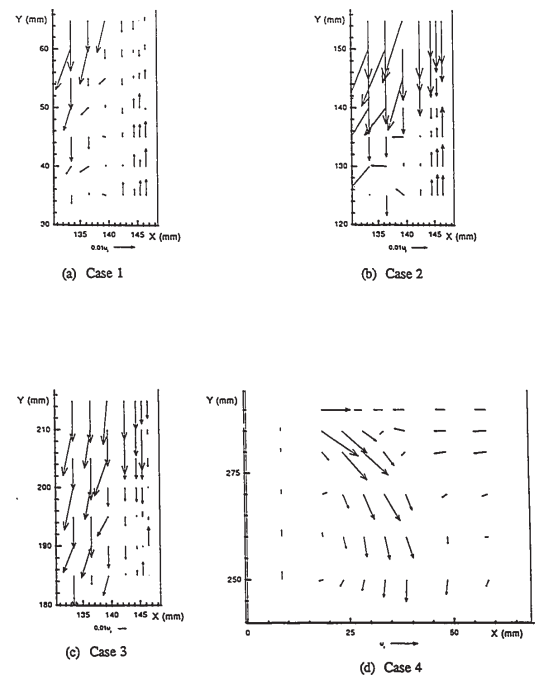 Y (mm)
60
50
40
30
135
140
145
X (mm)
0.01u
(a) Case 1
Y (mm)
150
140
130
120
135
140
145
X (mm)
0.01u
(b) Case 2
Y (mm)
210
200
190
180
135
140
145
X (mm)
0.01u
(c) Case 3
Y (mm)
275
250
0
25
50
X (mm)
u
(d) Case 4